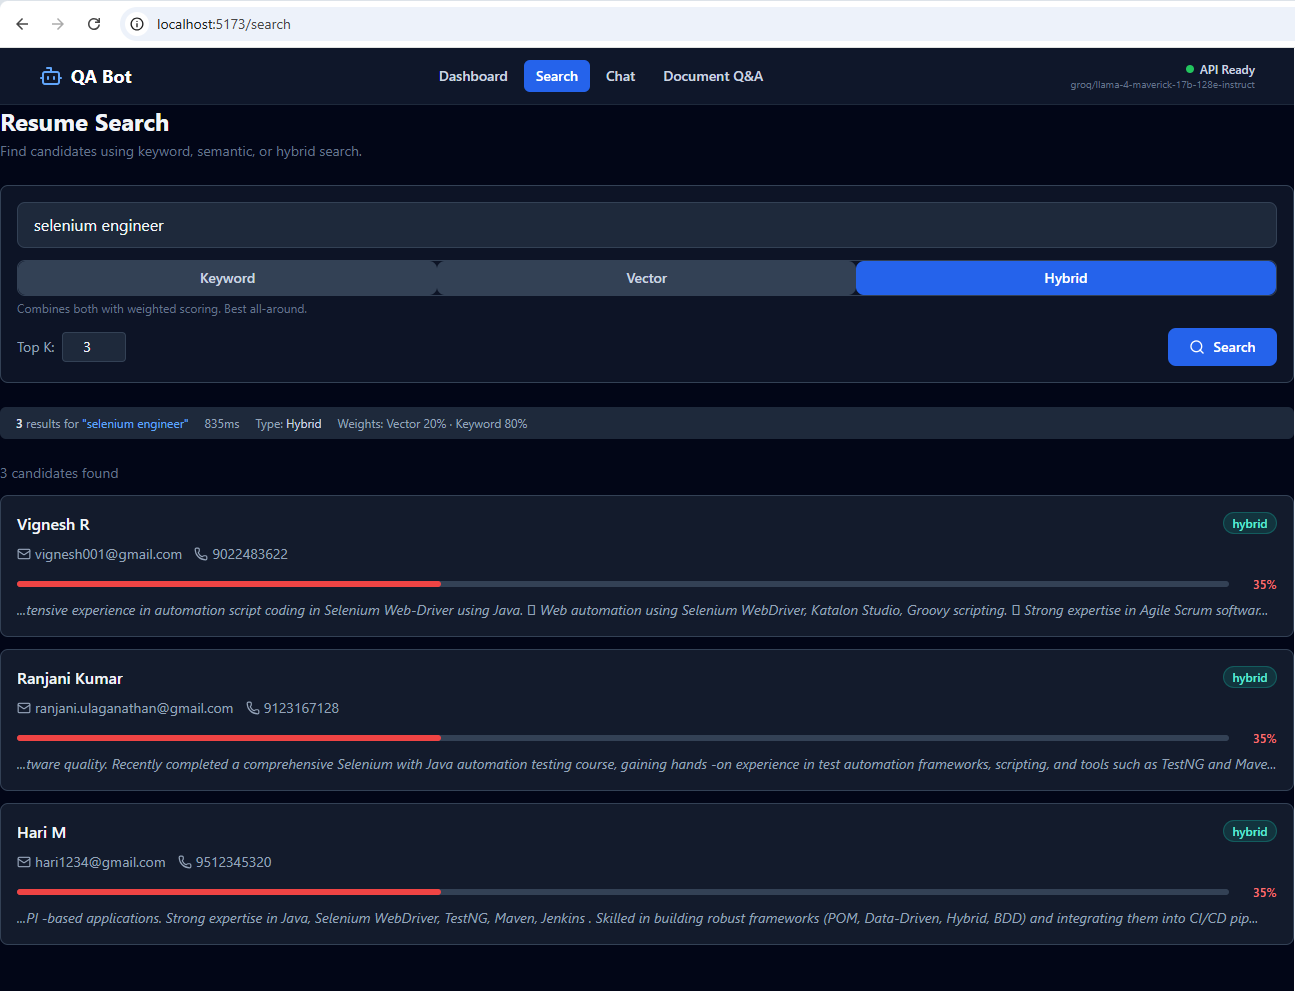 localhost:5173/search
QA Bot
Dashboard Search Chat Document Q&A
API Ready
groq/llama-4-maverick-17b-128e-instruct
Resume Search
Find candidates using keyword, semantic, or hybrid search.
selenium engineer
Keyword Vector Hybrid
Combines both with weighted scoring. Best all-around.
Top K: 3 Search
3 results for "selenium engineer" 835ms Type: Hybrid Weights: Vector 20% · Keyword 80%
3 candidates found
Vignesh R hybrid
vignesh001@gmail.com 9022483622
35%
...tensive experience in automation script coding in Selenium Web-Driver using Java. ▯ Web automation using Selenium WebDriver, Katalon Studio, Groovy scripting. ▯ Strong expertise in Agile Scrum softwar...
Ranjani Kumar hybrid
ranjani.ulaganathan@gmail.com 9123167128
35%
...tware quality. Recently completed a comprehensive Selenium with Java automation testing course, gaining hands -on experience in test automation frameworks, scripting, and tools such as TestNG and Mave...
Hari M hybrid
hari1234@gmail.com 9512345320
35%
...PI -based applications. Strong expertise in Java, Selenium WebDriver, TestNG, Maven, Jenkins . Skilled in building robust frameworks (POM, Data-Driven, Hybrid, BDD) and integrating them into CI/CD pip...